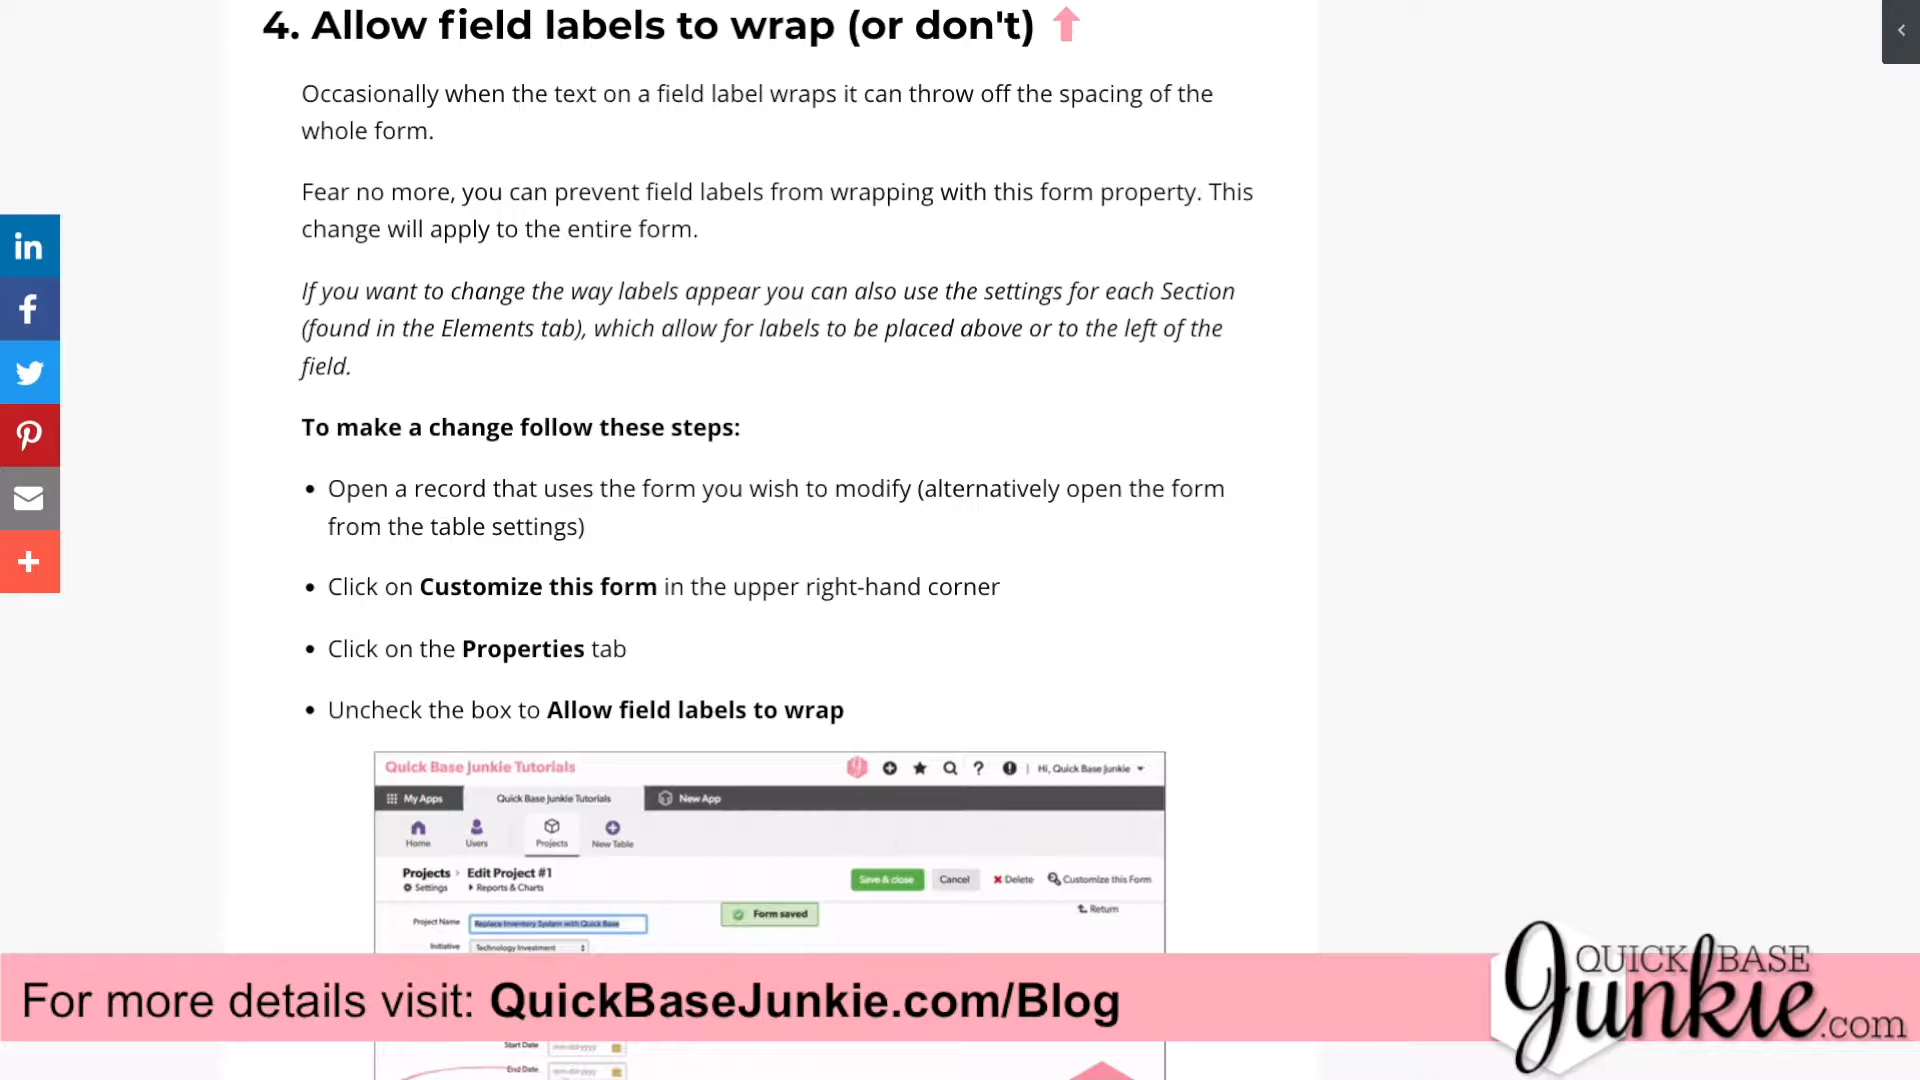 4. Allow field labels to wrap (or don't)
Occasionally when the text on a field label wraps it can throw off the spacing of the
whole form.
Fear no more, you can prevent field labels from wrapping with this form property. This
change will apply to the entire form.
If you want to change the way labels appear you can also use the settings for each Section
(found in the Elements tab), which allow for labels to be placed above or to the left of the
field.
To make a change follow these steps:
• Open a record that uses the form you wish to modify (alternatively open the form
from the table settings)
• Click on Customize this form in the upper right-hand corner
• Click on the Properties tab
• Uncheck the box to Allow field labels to wrap
Quick Base Junkie Tutorials
Hi, Quick Base Junkie
My Apps Quick Base Junkie Tutorials New App
Home Users Projects New Table
Projects > Edit Project #1
Settings Reports & Charts
Save & close Cancel Delete Customize this Form
Form saved
Return
Project Name Replace Inventory System with Quick Base
Initiative Technology Investment
For more details visit: QuickBaseJunkie.com/Blog
Start Date mm-dd-yyyy
End Date mm-dd-yyyy
in
f
QUICK BASE
Junkie.com